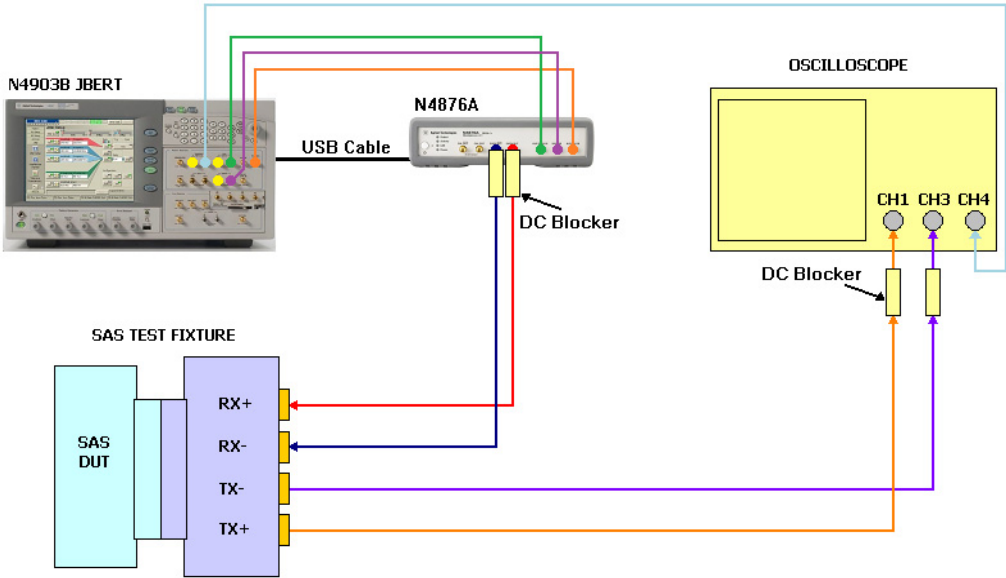 N4903B JBERT
OSCILLOSCOPE
N4876A
USB Cable
DC Blocker
CH1 CH3 CH4
DC Blocker
SAS TEST FIXTURE
SAS
DUT
RX+
RX-
TX-
TX+